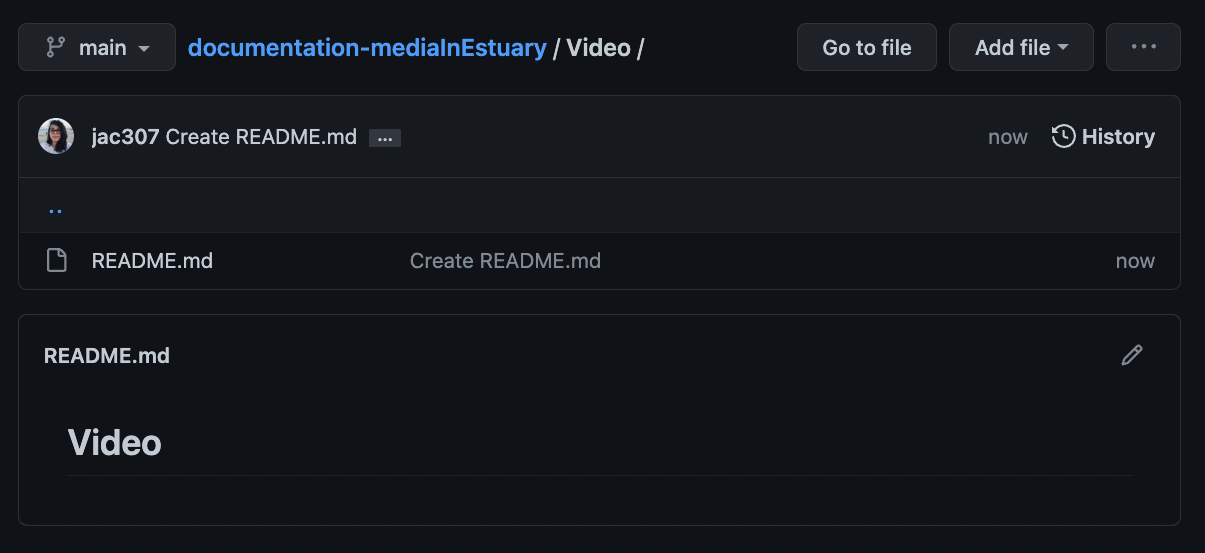 main documentation-mediaInEstuary / Video / Go to file Add file ...
jac307 Create README.md ... now History
..
README.md Create README.md now
README.md
Video